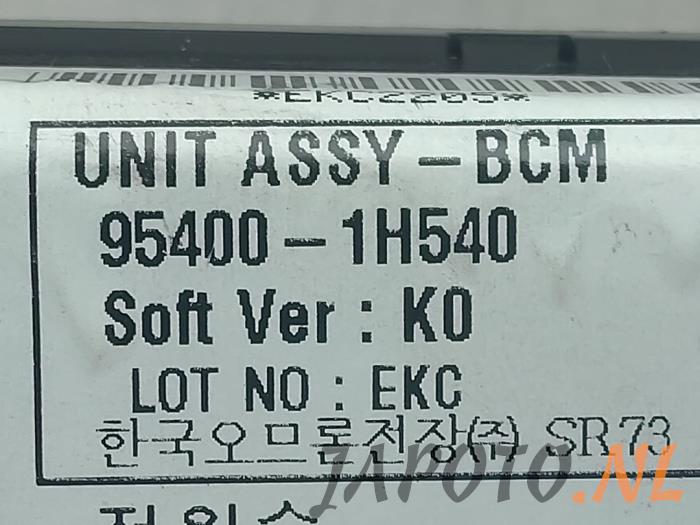 *EKC2205*
UNIT ASSY-BCM
95400-1H540
Soft Ver : K0
LOT NO : EKC
한국오므론전장(주) SR73
JAPOTO.NL